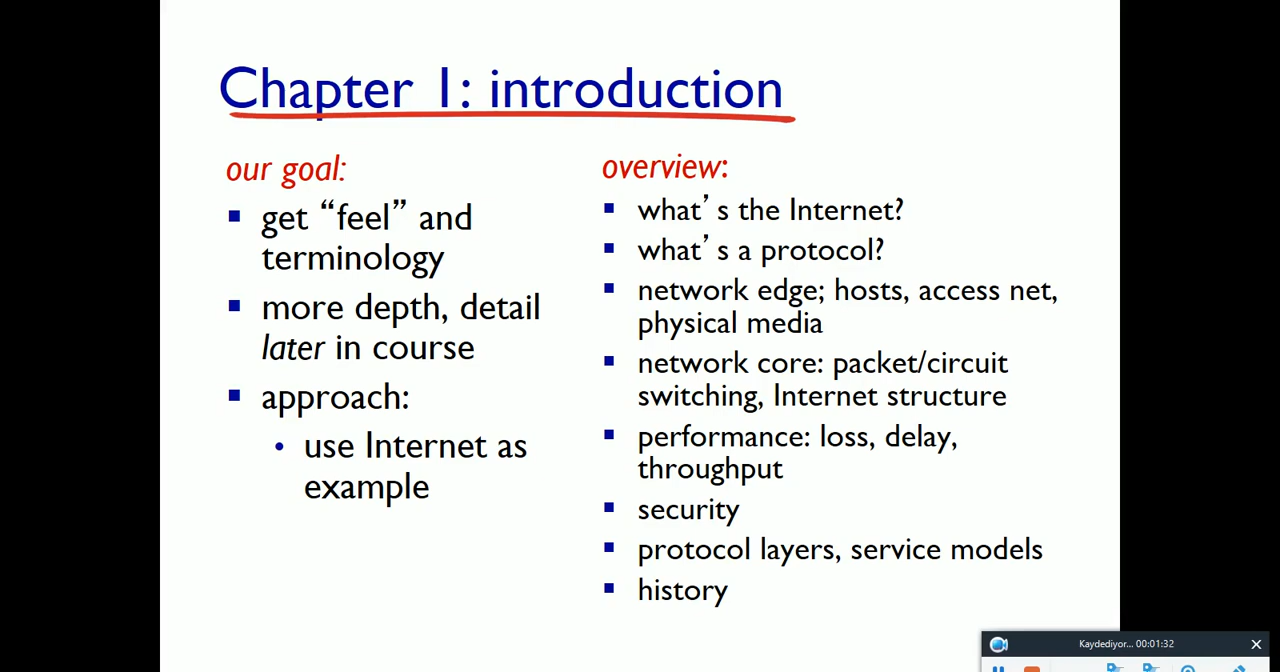 Chapter 1: introduction
our goal:
get “feel” and
terminology
more depth, detail
later in course
approach:
use Internet as
example
overview:
what’s the Internet?
what’s a protocol?
network edge; hosts, access net,
physical media
network core: packet/circuit
switching, Internet structure
performance: loss, delay,
throughput
security
protocol layers, service models
history
Kaydediyor... 00:01:32